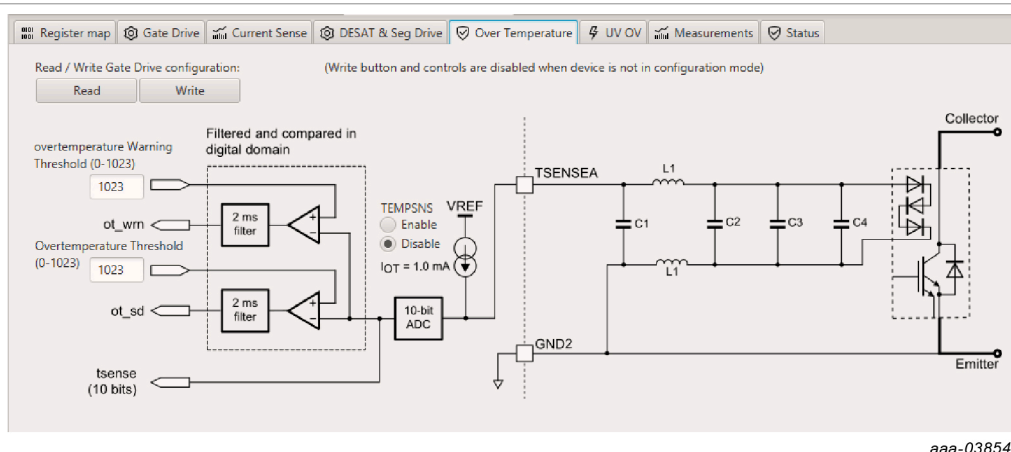 Register map Gate Drive Current Sense DESAT & Seg Drive Over Temperature UV OV Measurements Status
Read / Write Gate Drive configuration: (Write button and controls are disabled when device is not in configuration mode)
Read Write
Collector
Filtered and compared in
digital domain
overtemperature Warning
Threshold (0-1023)
1023
ot_wrn
2 ms
filter
+
-
Overtemperature Threshold
(0-1023)
1023
ot_sd
2 ms
filter
+
-
tsense
(10 bits)
TEMPSNS
Enable
Disable
VREF
IOT = 1.0 mA
10-bit
ADC
TSENSEA
L1
C1
C2
C3
C4
L1
GND2
Emitter
aaa-03854